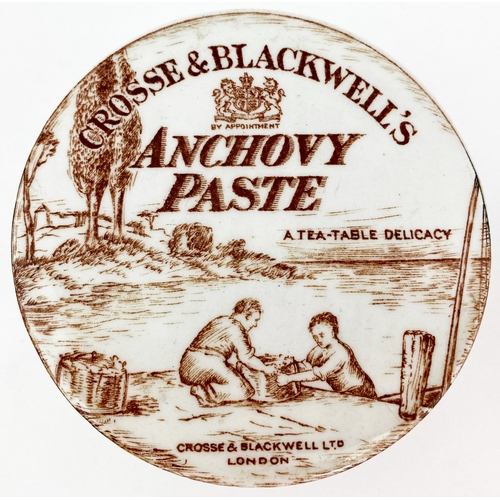 CROSSE & BLACKWELL'S
BY APPOINTMENT
ANCHOVY
PASTE
A TEA-TABLE DELICACY
CROSSE & BLACKWELL LTD
LONDON